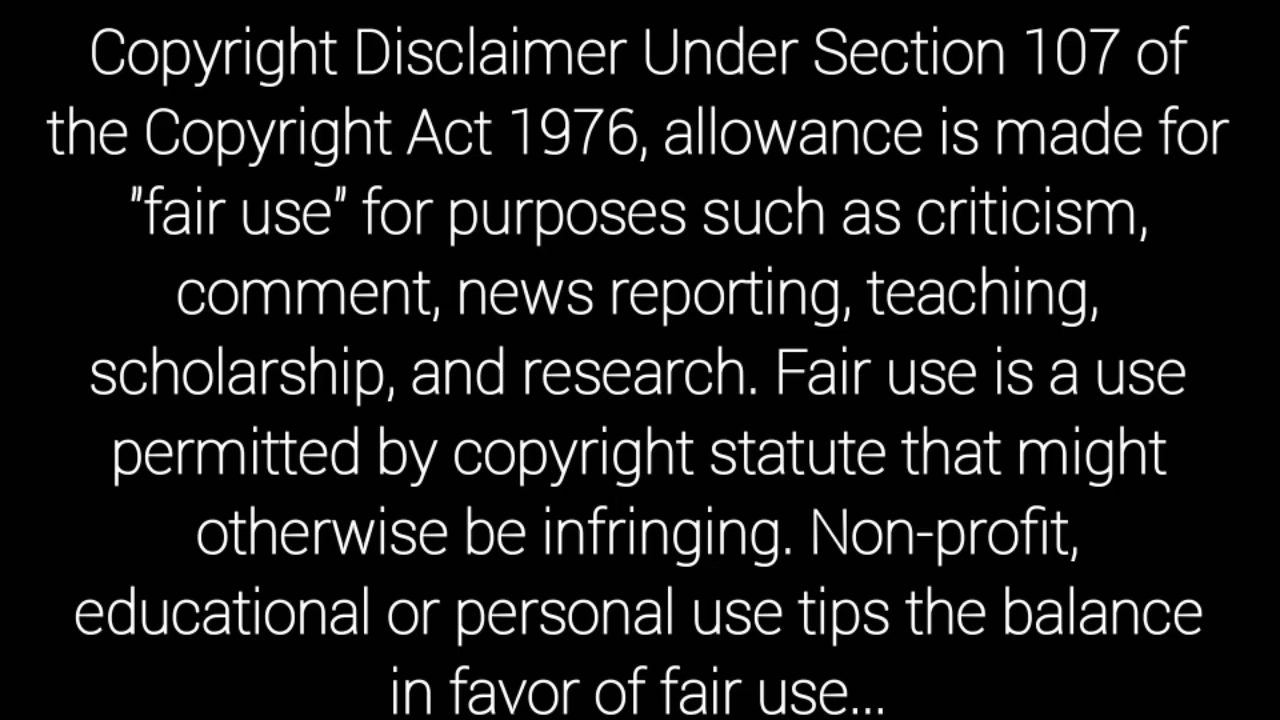 Copyright Disclaimer Under Section 107 of
the Copyright Act 1976, allowance is made for
"fair use" for purposes such as criticism,
comment, news reporting, teaching,
scholarship, and research. Fair use is a use
permitted by copyright statute that might
otherwise be infringing. Non-profit,
educational or personal use tips the balance
in favor of fair use...